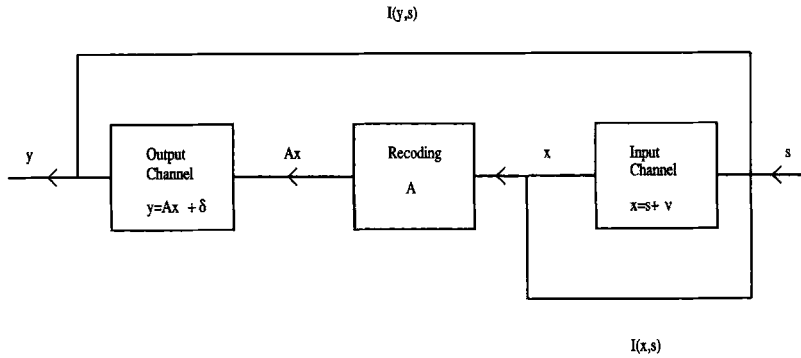 I(y,s)
y
Output
Channel
y=Ax + δ
Ax
Recoding
A
x
Input
Channel
x=s+ ν
s
I(x,s)